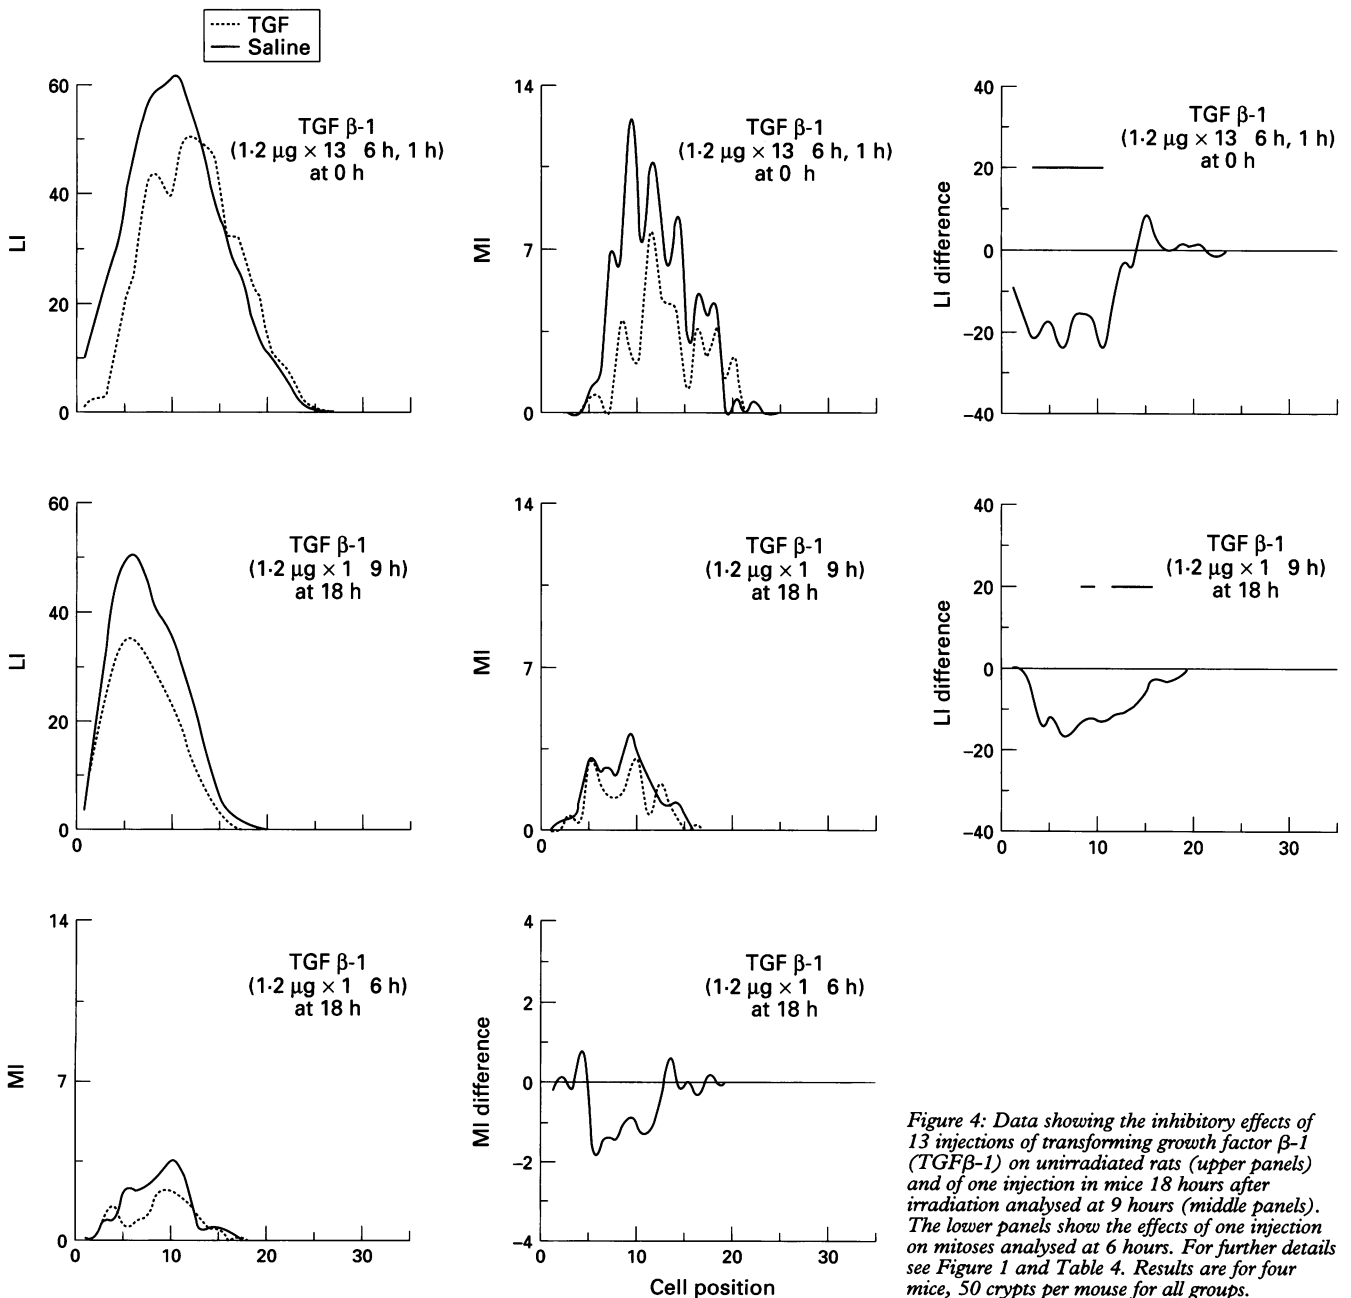 TGF
Saline
60
40
20
0
LI
TGF β-1
(1·2 µg × 13 6 h, 1 h)
at 0 h
14
7
0
MI
TGF β-1
(1·2 µg × 13 6 h, 1 h)
at 0 h
40
20
0
−20
−40
LI difference
TGF β-1
(1·2 µg × 13 6 h, 1 h)
at 0 h
60
40
20
0
0
LI
TGF β-1
(1·2 µg × 1 9 h)
at 18 h
14
7
0
0
MI
TGF β-1
(1·2 µg × 1 9 h)
at 18 h
40
20
0
−20
−40
0 10 20 30
LI difference
TGF β-1
(1·2 µg × 1 9 h)
at 18 h
14
7
0
0 10 20 30
MI
TGF β-1
(1·2 µg × 1 6 h)
at 18 h
4
2
0
−2
−4
0 10 20 30
MI difference
TGF β-1
(1·2 µg × 1 6 h)
at 18 h
Cell position
Figure 4: Data showing the inhibitory effects of
13 injections of transforming growth factor β-1
(TGFβ-1) on unirradiated rats (upper panels)
and of one injection in mice 18 hours after
irradiation analysed at 9 hours (middle panels).
The lower panels show the effects of one injection
on mitoses analysed at 6 hours. For further details
see Figure 1 and Table 4. Results are for four
mice, 50 crypts per mouse for all groups.